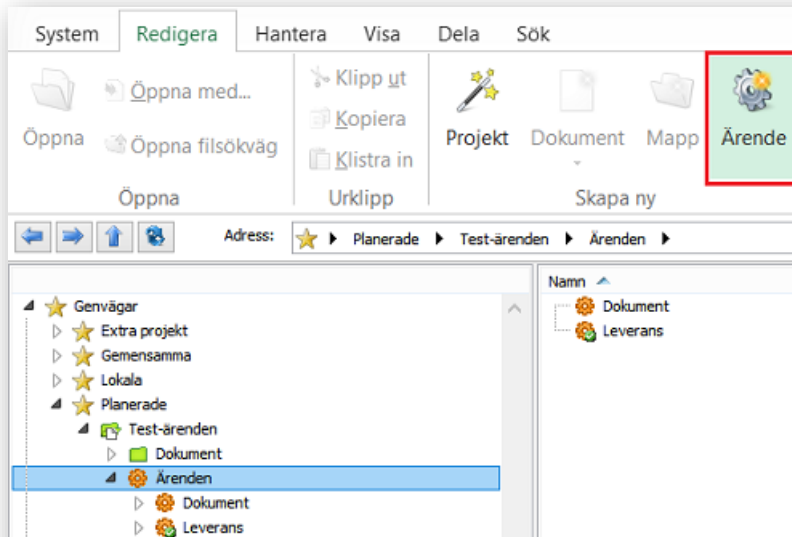 System Redigera Hantera Visa Dela Sök
Öppna Öppna med... Öppna filsökväg
Öppna
Klipp ut
Kopiera
Klistra in
Urklipp
Projekt Dokument Mapp Ärende
Skapa ny
Adress: Planerade Test-ärenden Ärenden
Genvägar
Extra projekt
Gemensamma
Lokala
Planerade
Test-ärenden
Dokument
Ärenden
Dokument
Leverans
Namn
Dokument
Leverans